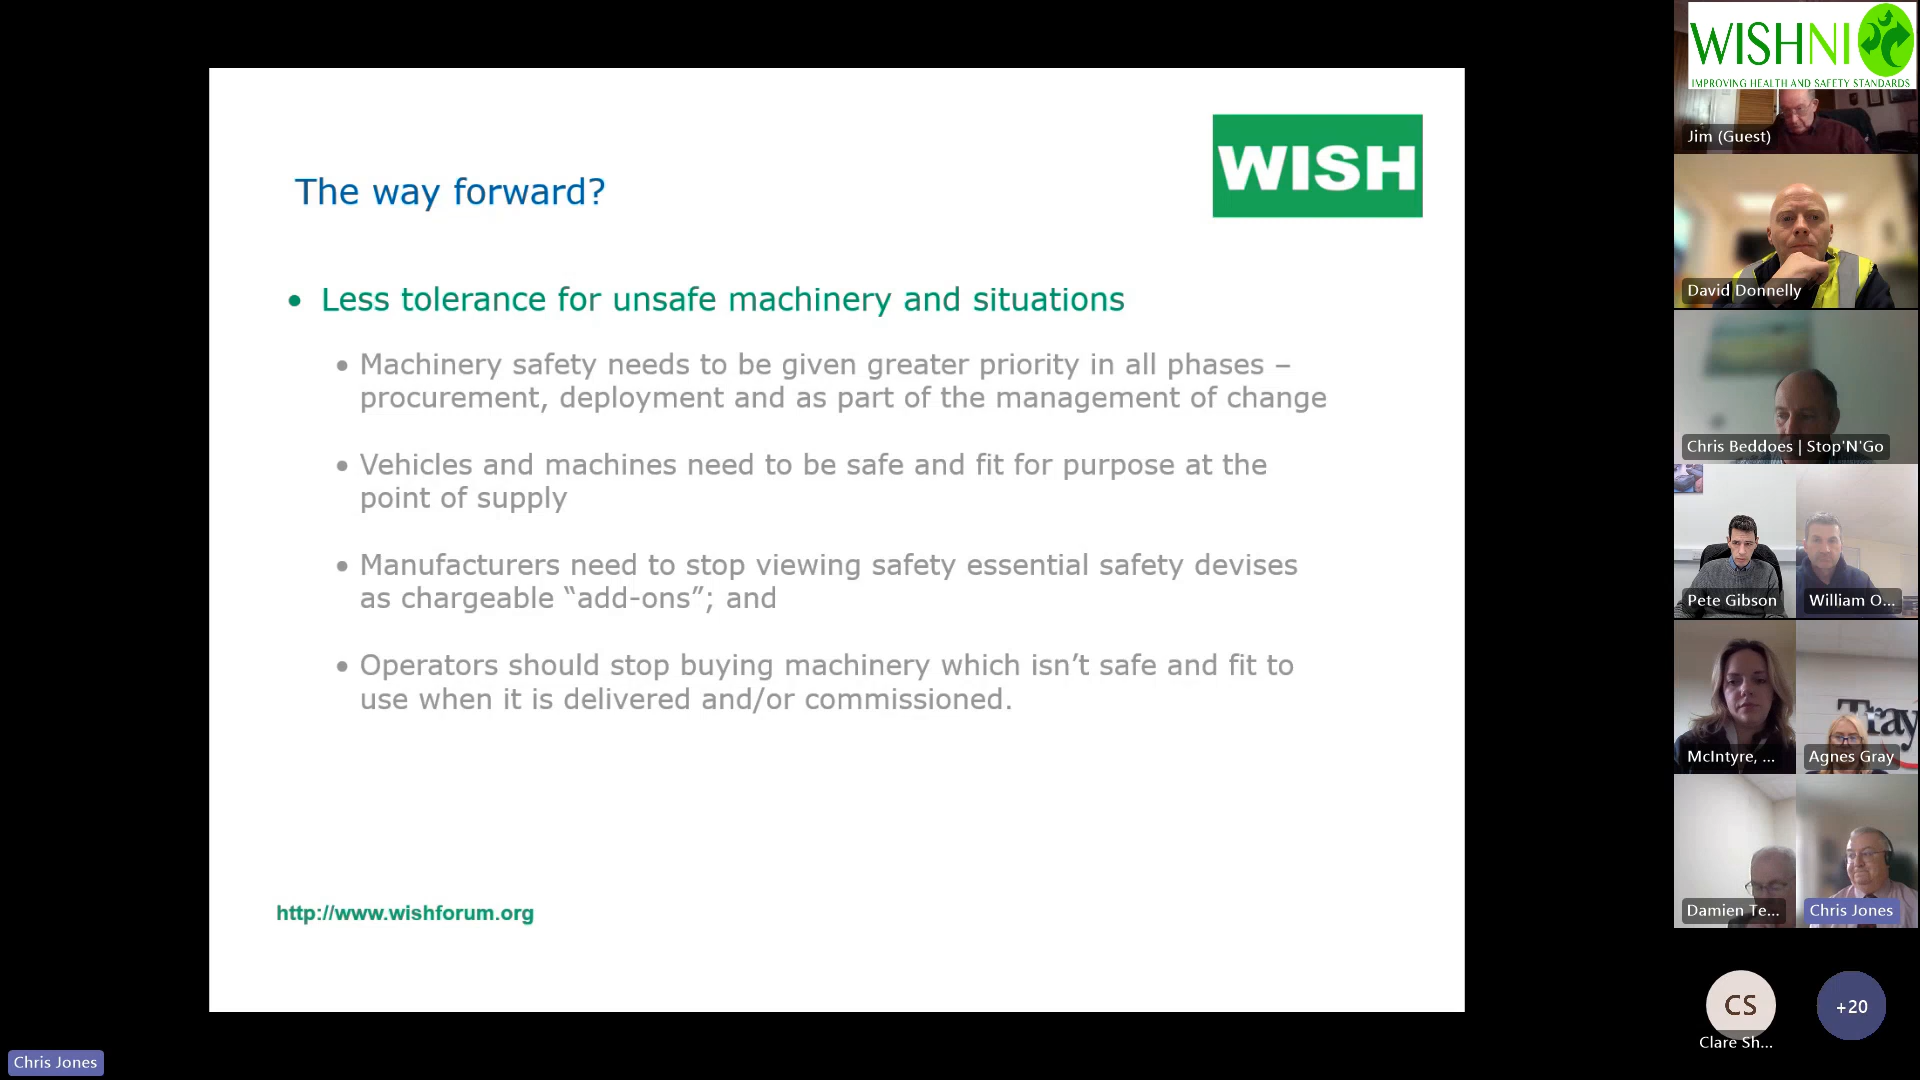 The way forward?
WISH
• Less tolerance for unsafe machinery and situations
• Machinery safety needs to be given greater priority in all phases –
procurement, deployment and as part of the management of change
• Vehicles and machines need to be safe and fit for purpose at the
point of supply
• Manufacturers need to stop viewing safety essential safety devises
as chargeable “add-ons”; and
• Operators should stop buying machinery which isn’t safe and fit to
use when it is delivered and/or commissioned.
http://www.wishforum.org
Chris Jones
WISHNI
IMPROVING HEALTH AND SAFETY STANDARDS
Jim (Guest)
David Donnelly
Chris Beddoes | Stop'N'Go
Pete Gibson
William O...
McIntyre, ...
Tray
Agnes Gray
Damien Te...
Chris Jones
CS
Clare Sh...
+20